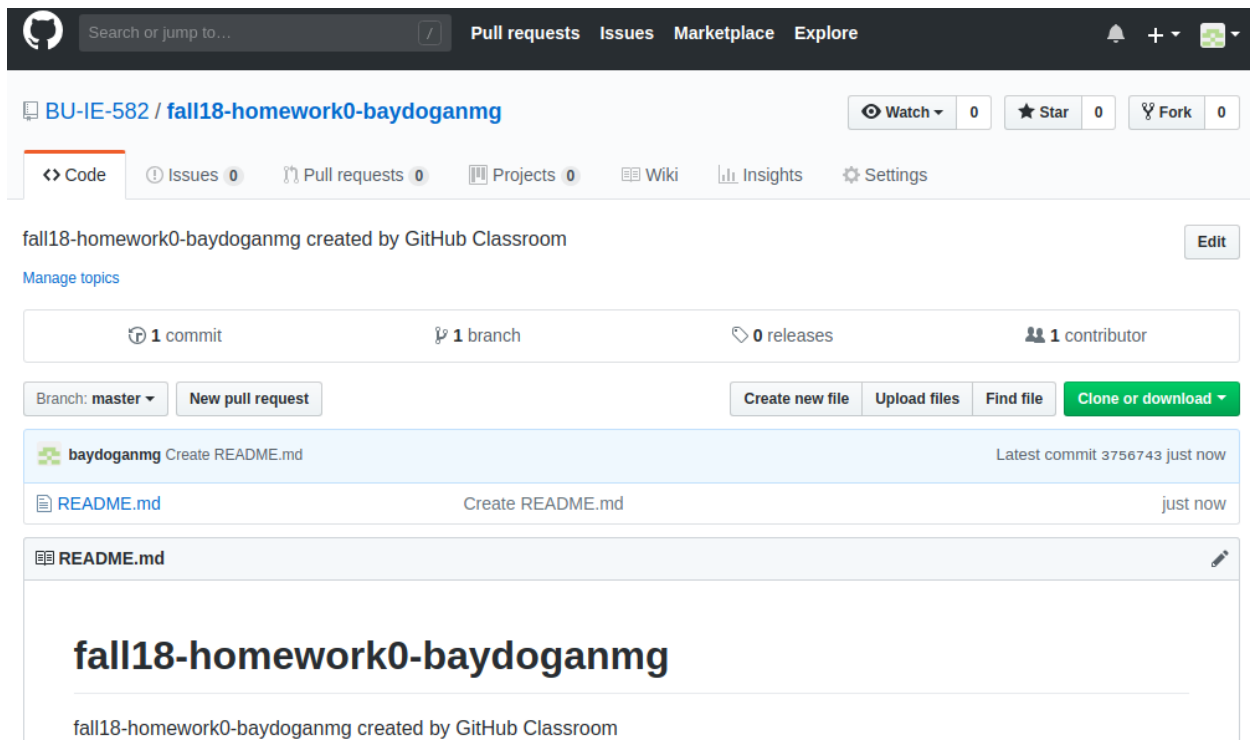 Search or jump to… / Pull requests Issues Marketplace Explore
BU-IE-582 / fall18-homework0-baydoganmg Watch 0 Star 0 Fork 0
Code Issues 0 Pull requests 0 Projects 0 Wiki Insights Settings
fall18-homework0-baydoganmg created by GitHub Classroom Edit
Manage topics
1 commit 1 branch 0 releases 1 contributor
Branch: master New pull request Create new file Upload files Find file Clone or download
baydoganmg Create README.md Latest commit 3756743 just now
README.md Create README.md just now
README.md
fall18-homework0-baydoganmg
fall18-homework0-baydoganmg created by GitHub Classroom